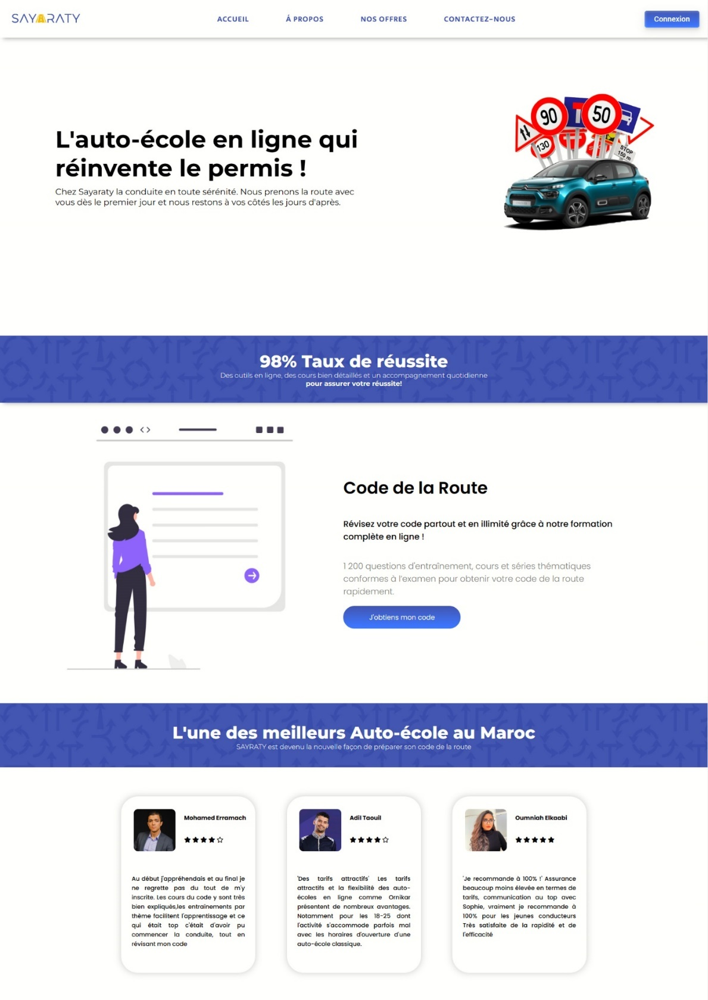 SAYARATY
ACCUEIL
Á PROPOS
NOS OFFRES
CONTACTEZ-NOUS
Connexion
90
50
130
STOP
150 m
L'auto-école en ligne qui
réinvente le permis !
Chez Sayaraty la conduite en toute sérénité. Nous prenons la route avec
vous dès le premier jour et nous restons à vos côtés les jours d'après.
98% Taux de réussite
Des outils en ligne, des cours bien détaillés et un accompagnement quotidienne
pour assurer votre réussite!
Code de la Route
Révisez votre code partout et en illimité grâce à notre formation
complète en ligne !
1 200 questions d'entraînement, cours et séries thématiques
conformes à l'examen pour obtenir votre code de la route
rapidement.
J'obtiens mon code
L'une des meilleurs Auto-école au Maroc
SAYRATY est devenu la nouvelle façon de préparer son code de la route
Mohamed Erramach
Au début j'appréhendais et au final je
ne regrette pas du tout de m'y
inscrite. Les cours du code y sont très
bien expliqués,les entraînements par
thème facilitent l'apprentissage et ce
qui était top c'était d'avoir pu
commencer la conduite, tout en
révisant mon code
Adil Taouil
'Des tarifs attractifs' Les tarifs
attractifs et la flexibilité des auto-
écoles en ligne comme Ornikar
présentent de nombreux avantages.
Notamment pour les 18-25 dont
l'activité s'accommode parfois mal
avec les horaires d'ouverture d'une
auto-école classique.
Oumniah Elkaabi
'Je recommande à 100% !' Assurance
beaucoup moins élevée en termes de
tarifs, communication au top avec
Sophie, vraiment je recommande à
100% pour les jeunes conducteurs
Très satisfaite de la rapidité et de
l'efficacité